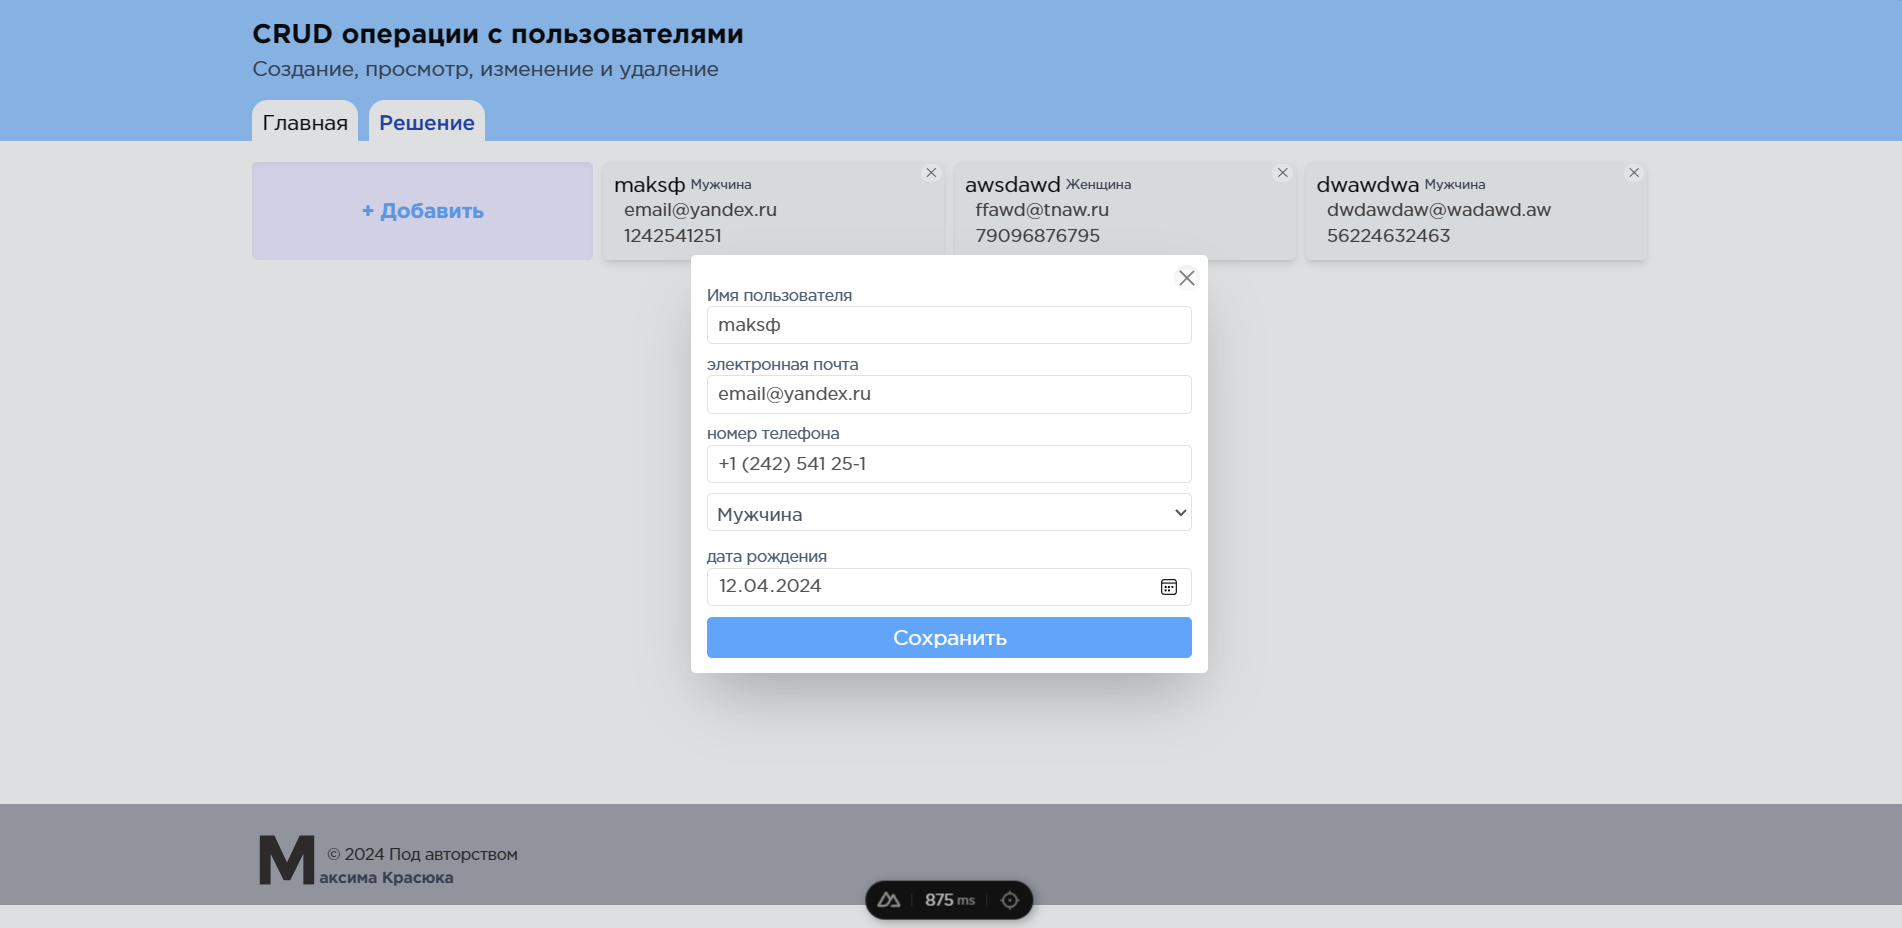 CRUD операции с пользователями
Создание, просмотр, изменение и удаление
Главная
Решение
+ Добавить
maksф Мужчина
email@yandex.ru
1242541251
awsdawd Женщина
ffawd@tnaw.ru
79096876795
dwawdwa Мужчина
dwdawdaw@wadawd.aw
56224632463
Имя пользователя
maksф
электронная почта
email@yandex.ru
номер телефона
+1 (242) 541 25-1
Мужчина
дата рождения
12.04.2024
Сохранить
© 2024 Под авторством
Максима Красюка
875 ms